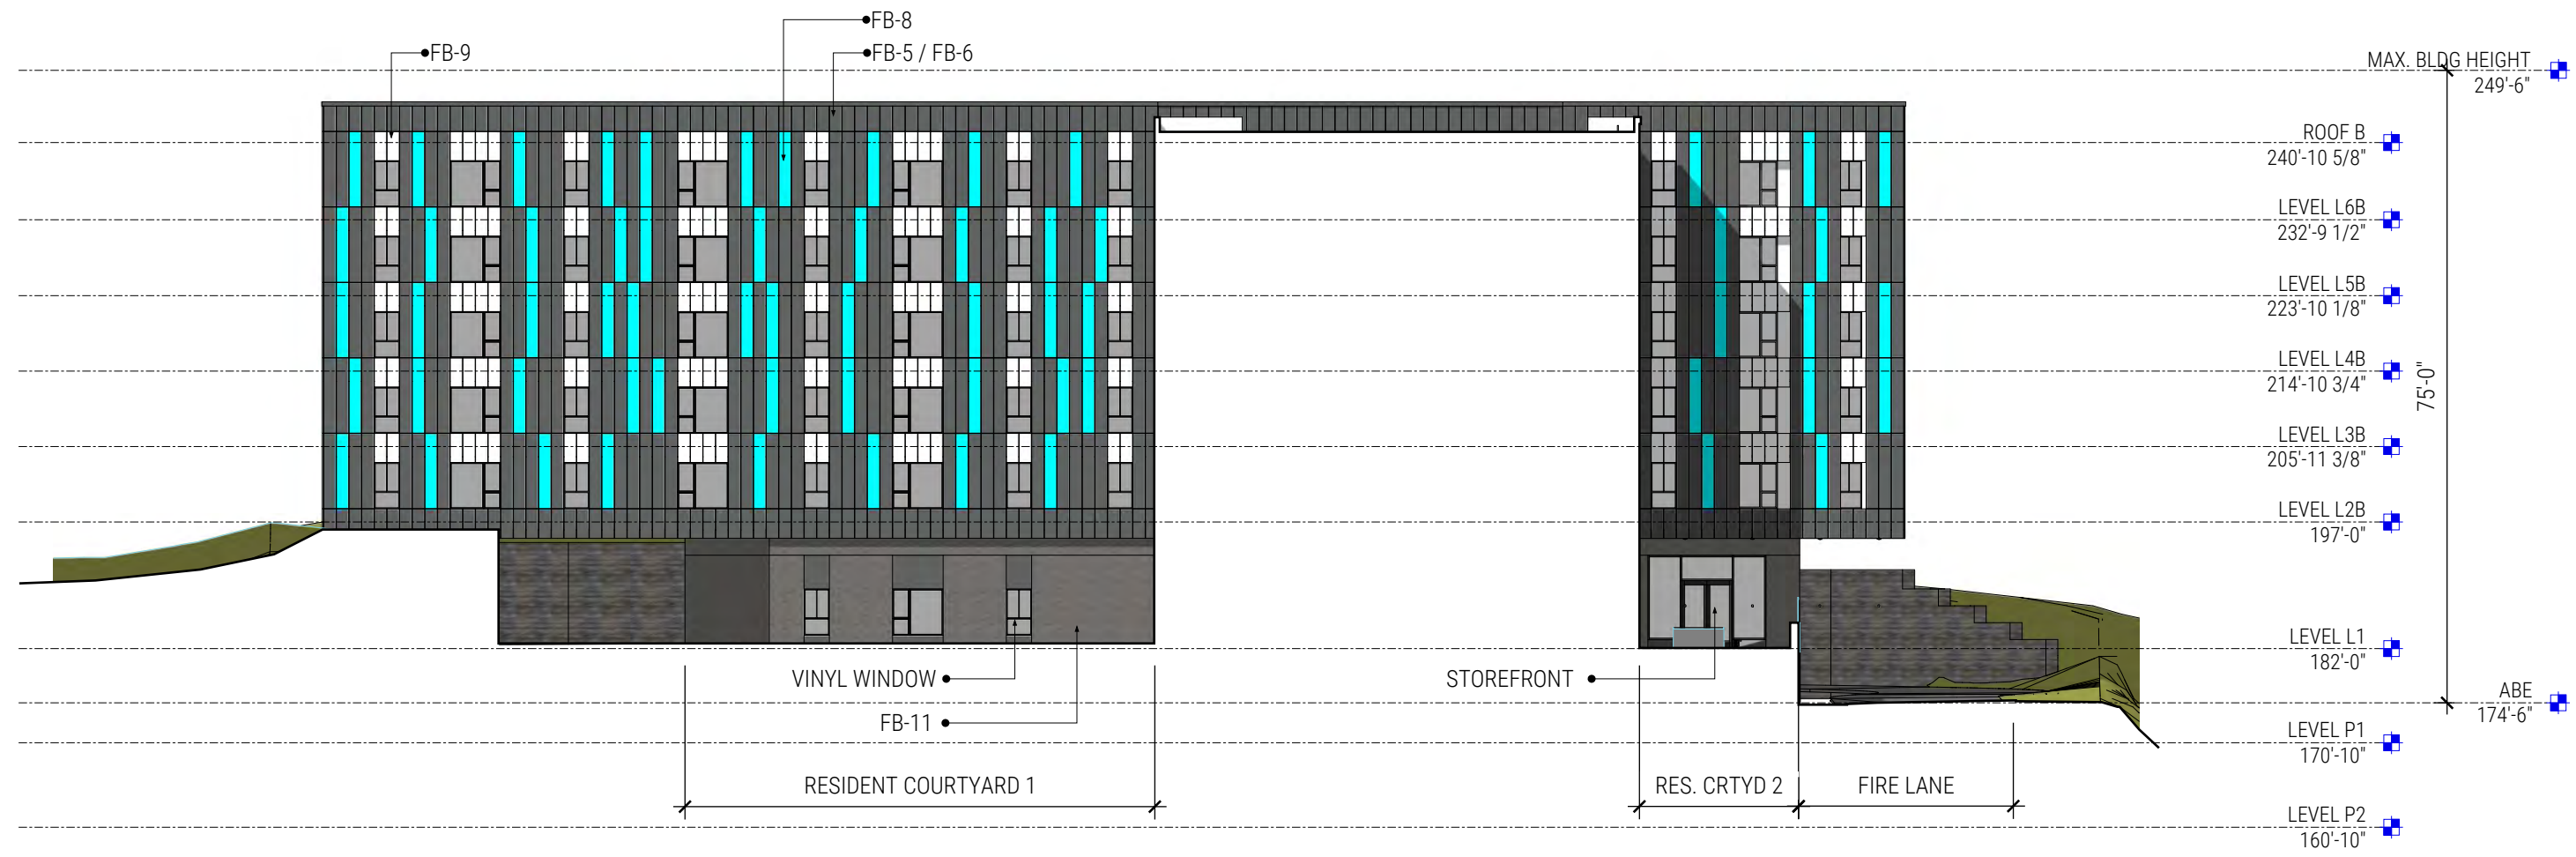 FB-8
FB-9
FB-5 / FB-6
MAX. BLDG HEIGHT
249'-6"
ROOF B
240'-10 5/8"
LEVEL L6B
232'-9 1/2"
LEVEL L5B
223'-10 1/8"
LEVEL L4B
214'-10 3/4"
75'-0"
LEVEL L3B
205'-11 3/8"
LEVEL L2B
197'-0"
LEVEL L1
182'-0"
VINYL WINDOW
STOREFRONT
ABE
174'-6"
FB-11
LEVEL P1
170'-10"
RESIDENT COURTYARD 1
RES. CRTYD 2
FIRE LANE
LEVEL P2
160'-10"